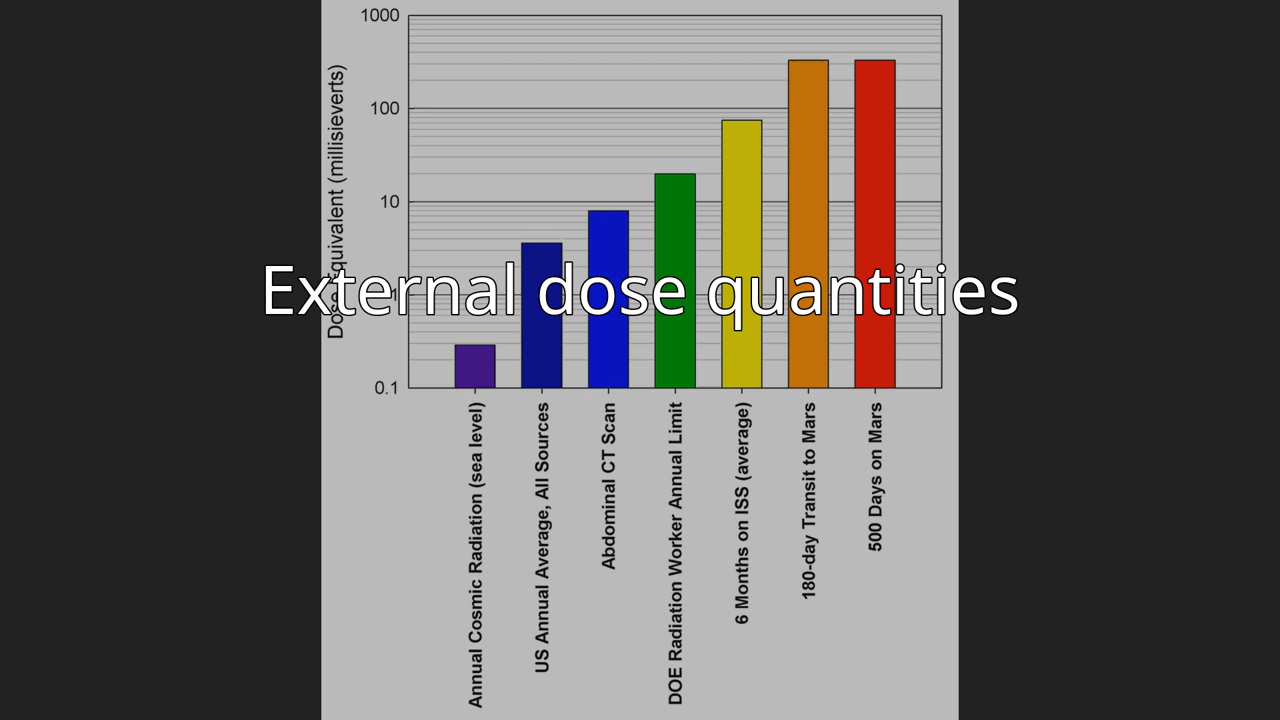 1000
100
10
1
0.1
Dose Equivalent (millisieverts)
External dose quantities
Annual Cosmic Radiation (sea level)
US Annual Average, All Sources
Abdominal CT Scan
DOE Radiation Worker Annual Limit
6 Months on ISS (average)
180-day Transit to Mars
500 Days on Mars